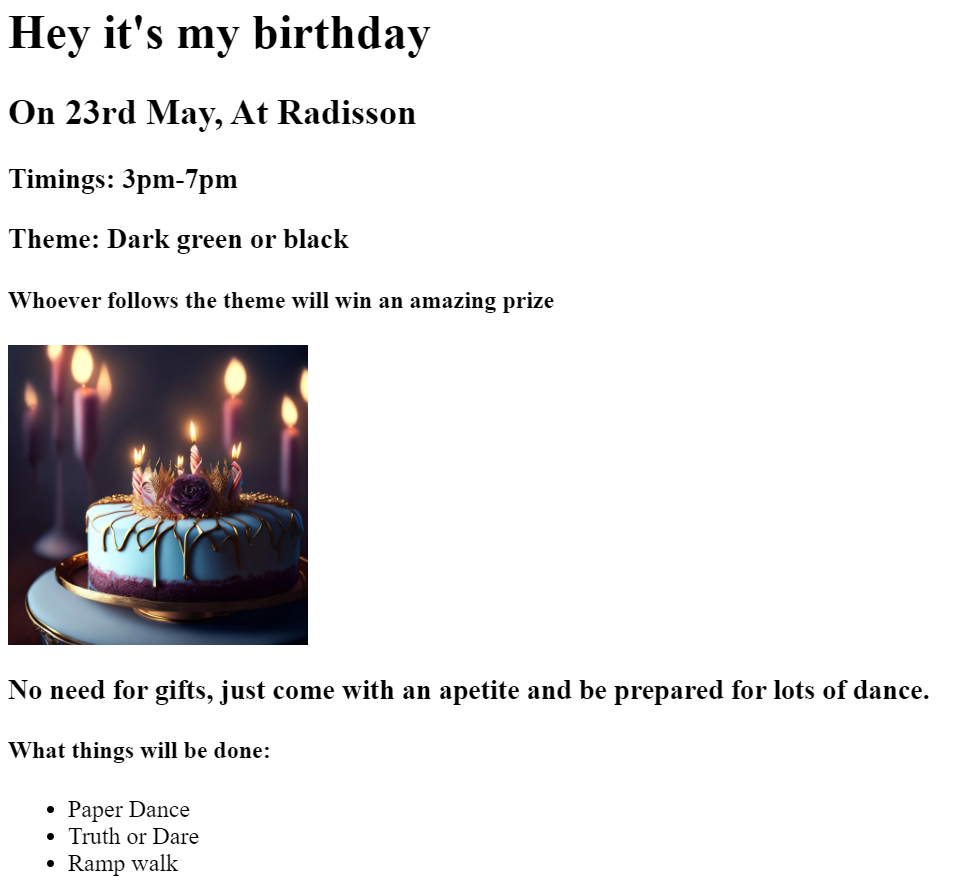 Hey it's my birthday
On 23rd May, At Radisson
Timings: 3pm-7pm
Theme: Dark green or black
Whoever follows the theme will win an amazing prize
No need for gifts, just come with an apetite and be prepared for lots of dance.
What things will be done:
• Paper Dance
• Truth or Dare
• Ramp walk